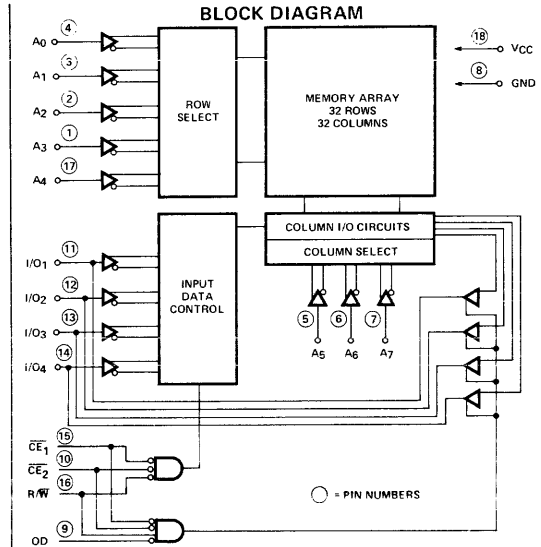 BLOCK DIAGRAM
A0 4
A1 3
A2 2
A3 1
A4 17
ROW
SELECT
MEMORY ARRAY
32 ROWS
32 COLUMNS
18 VCC
8 GND
I/O1 11
I/O2 12
I/O3 13
I/O4 14
INPUT
DATA
CONTROL
COLUMN I/O CIRCUITS
COLUMN SELECT
5 6 7
A5 A6 A7
CE1 15
CE2 10
R/W 16
OD 9
= PIN NUMBERS